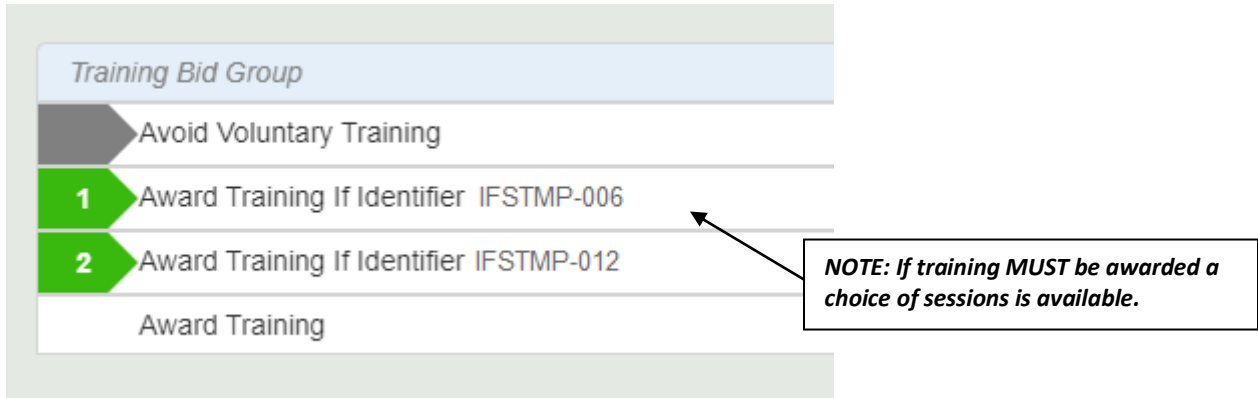 Training Bid Group
Avoid Voluntary Training
1 Award Training If Identifier IFSTMP-006
2 Award Training If Identifier IFSTMP-012
Award Training
NOTE: If training MUST be awarded a
choice of sessions is available.